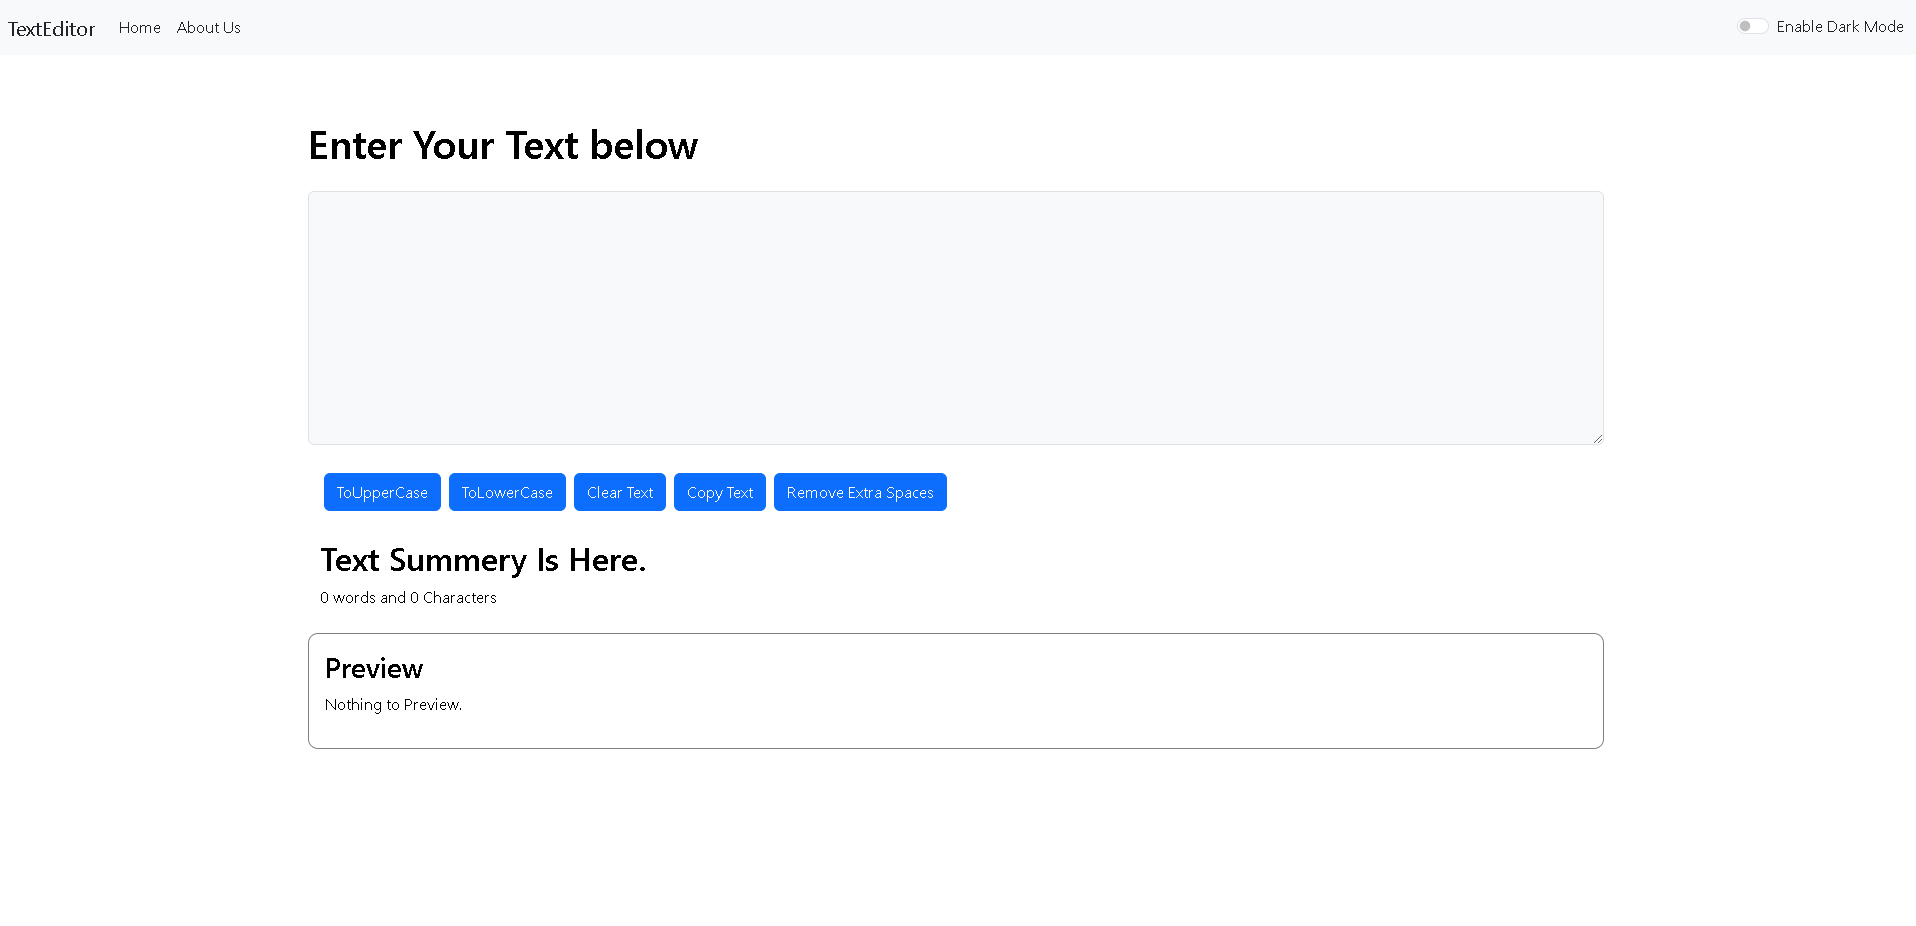 TextEditor Home About Us Enable Dark Mode
Enter Your Text below
ToUpperCase ToLowerCase Clear Text Copy Text Remove Extra Spaces
Text Summery Is Here.
0 words and 0 Characters
Preview
Nothing to Preview.